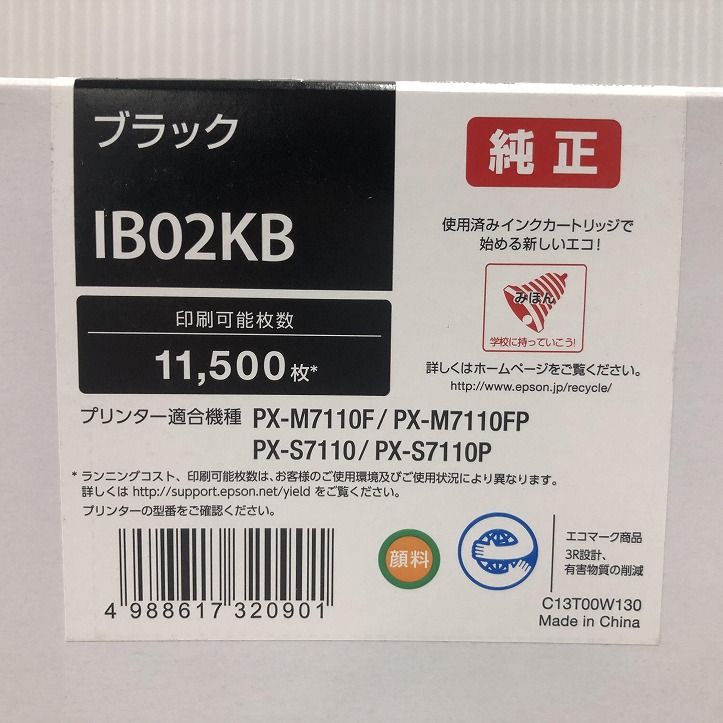 ブラック
IB02KB
印刷可能枚数
11,500枚*
純正
使用済みインクカートリッジで
始める新しいエコ!
みほん
学校に持っていこう!
詳しくはホームページをご覧ください。
http://www.epson.jp/recycle/
プリンター適合機種 PX-M7110F / PX-M7110FP
PX-S7110 / PX-S7110P
* ランニングコスト、印刷可能枚数は、お客様のご使用環境及びご使用状況により異なります。
詳しくは http://support.epson.net/yield をご覧ください。
プリンターの型番をご確認ください。
4 988617 320901
顔料
エコマーク商品
3R設計、
有害物質の削減
C13T00W130
Made in China